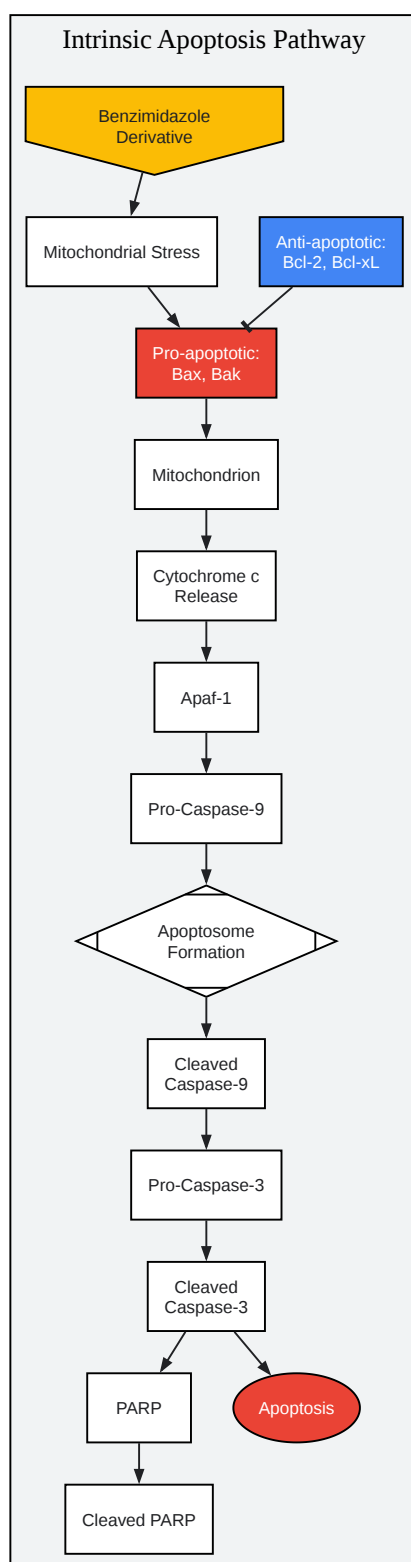 Intrinsic Apoptosis Pathway
Benzimidazole
Derivative
Mitochondrial Stress
Anti-apoptotic:
Bcl-2, Bcl-xL
Pro-apoptotic:
Bax, Bak
Mitochondrion
Cytochrome c
Release
Apaf-1
Pro-Caspase-9
Apoptosome
Formation
Cleaved
Caspase-9
Pro-Caspase-3
Cleaved
Caspase-3
PARP
Apoptosis
Cleaved PARP